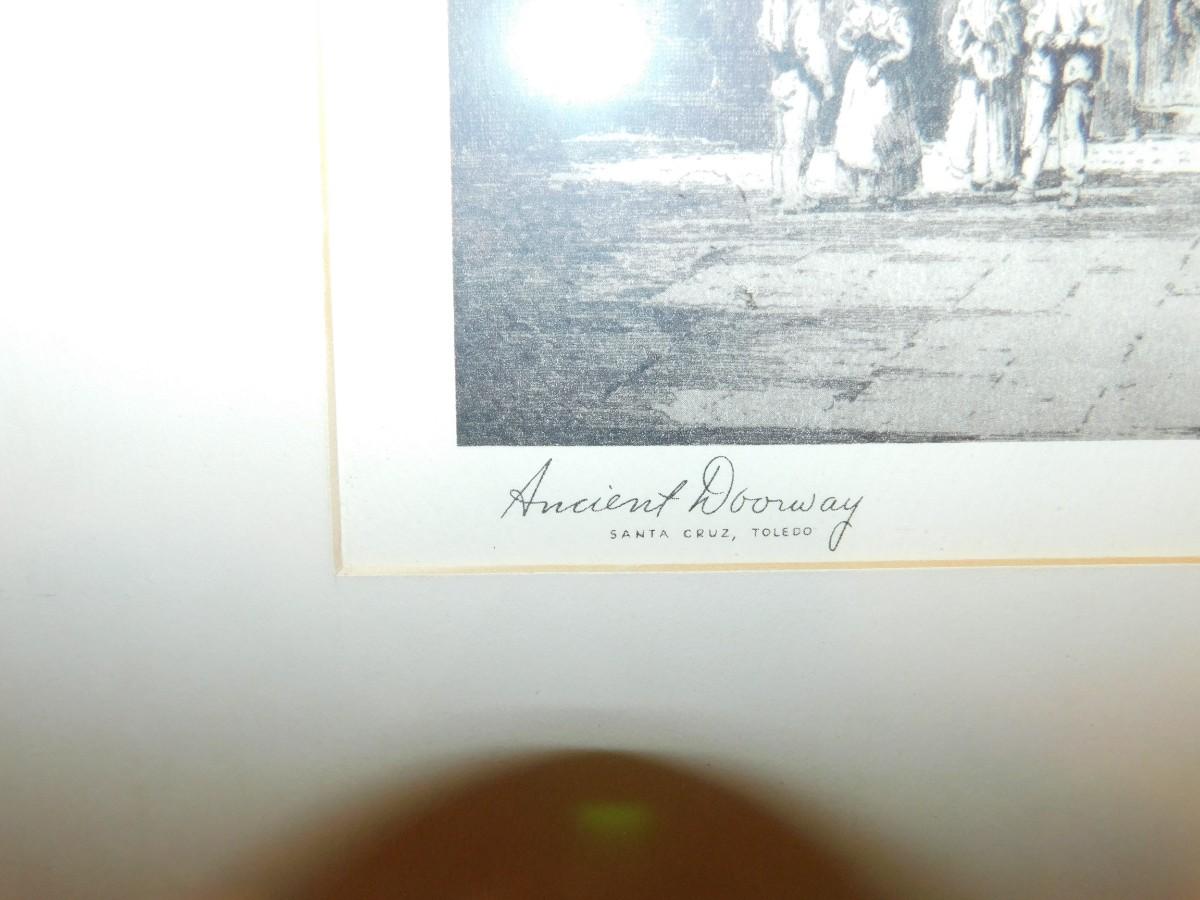 Ancient Doorway
SANTA CRUZ, TOLEDO